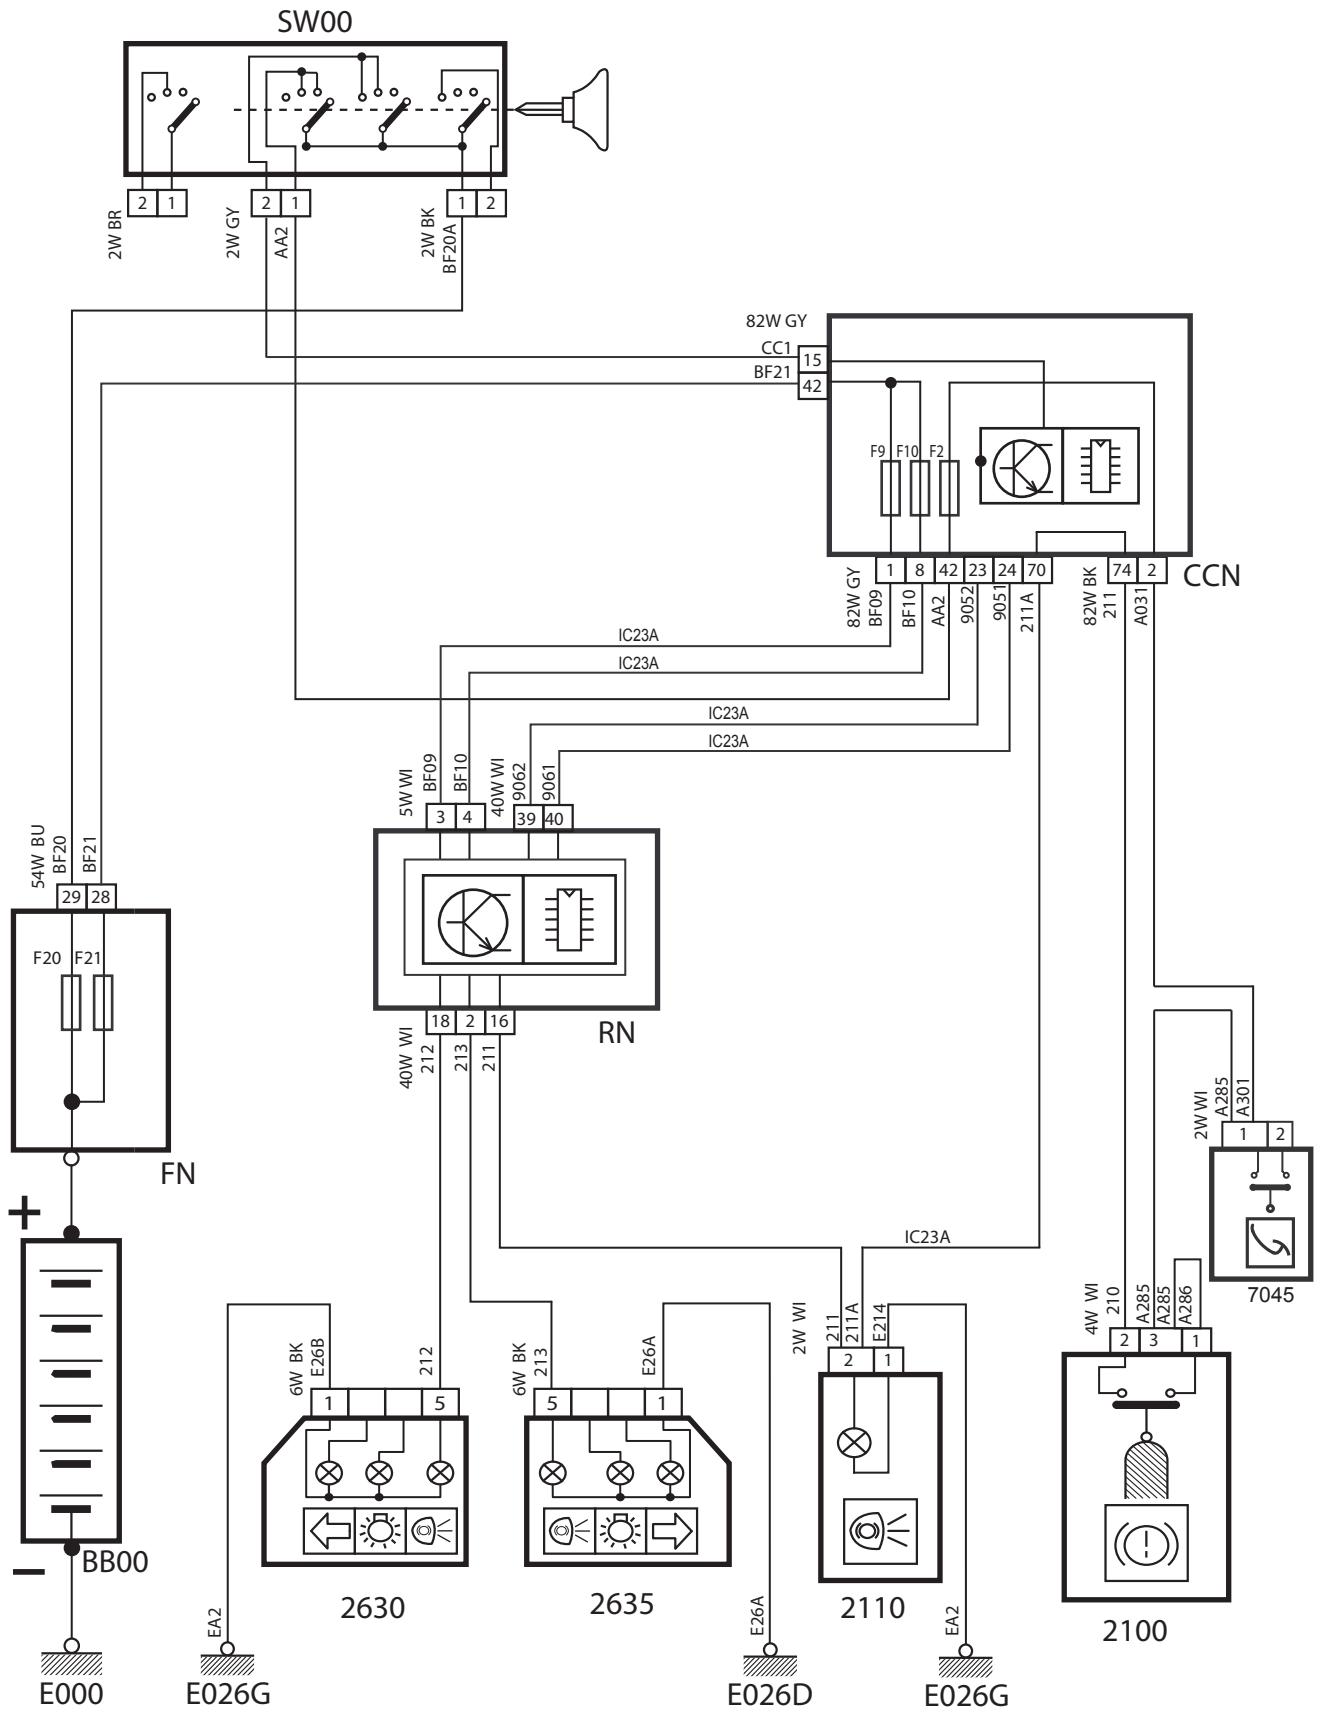 SW00
2 1
2 1
1 2
2W BR
2W GY
AA2
2W BK
BF20A
82W GY
CC1
15
BF21
42
F9 F10 F2
1 8 42 23 24 70
74 2
CCN
82W GY
BF09
BF10
AA2
9052
9051
211A
82W BK
211
A031
IC23A
IC23A
IC23A
IC23A
5W WI
BF09
BF10
40W WI
9062
9061
3 4
39 40
54W BU
BF20
BF21
29 28
F20 F21
FN
18 2 16
RN
40W WI
212
213
211
2W WI
A285
A301
1 2
7045
IC23A
+
BB00
−
E000
6W BK
E26B
212
1 5
2630
EA2
E026G
6W BK
213
E26A
5 1
2635
E26A
E026D
2W WI
211
211A
E214
2 1
2110
EA2
E026G
4W WI
210
A285
A285
A286
2 3 1
2100